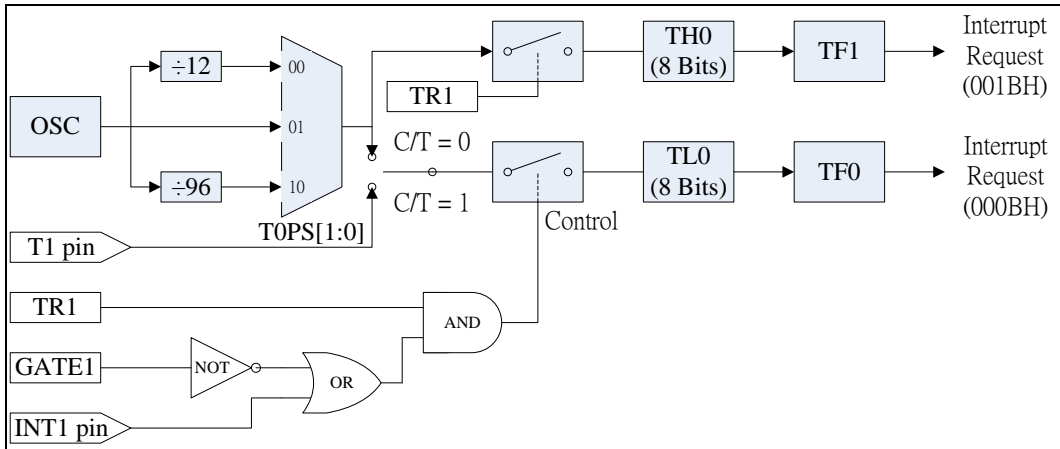 ÷12
00
TH0
(8 Bits)
TF1
Interrupt
Request
(001BH)
TR1
OSC
01
C/T = 0
÷96
10
TL0
(8 Bits)
TF0
Interrupt
Request
(000BH)
C/T = 1
Control
T0PS[1:0]
T1 pin
TR1
AND
GATE1
NOT
OR
INT1 pin